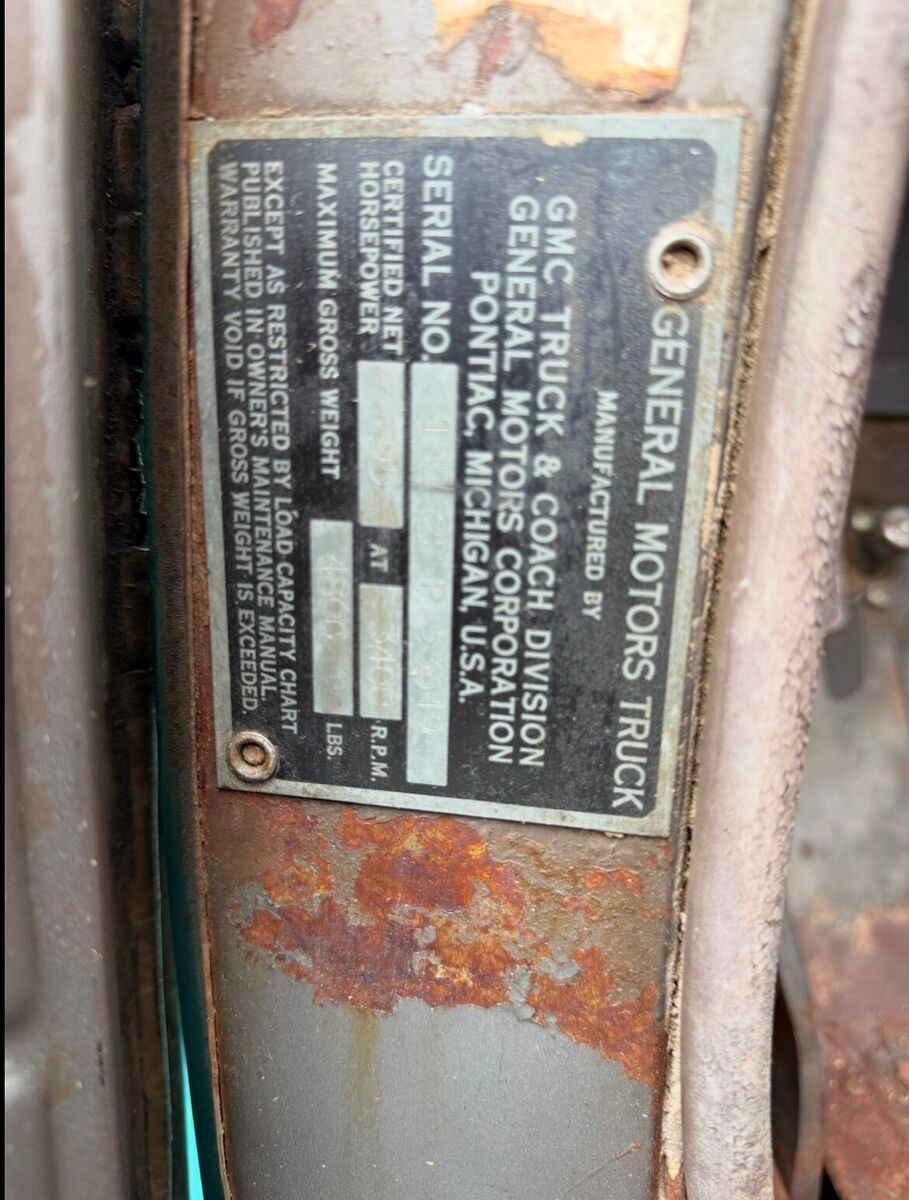 GENERAL MOTORS TRUCK
MANUFACTURED BY
GMC TRUCK & COACH DIVISION
GENERAL MOTORS CORPORATION
PONTIAC, MICHIGAN, U.S.A.
SERIAL NO.
CERTIFIED NET
HORSEPOWER AT 3400 R.P.M.
MAXIMUM GROSS WEIGHT 4600 LBS.
EXCEPT AS RESTRICTED BY LOAD CAPACITY CHART
PUBLISHED IN OWNER'S MAINTENANCE MANUAL.
WARRANTY VOID IF GROSS WEIGHT IS EXCEEDED.